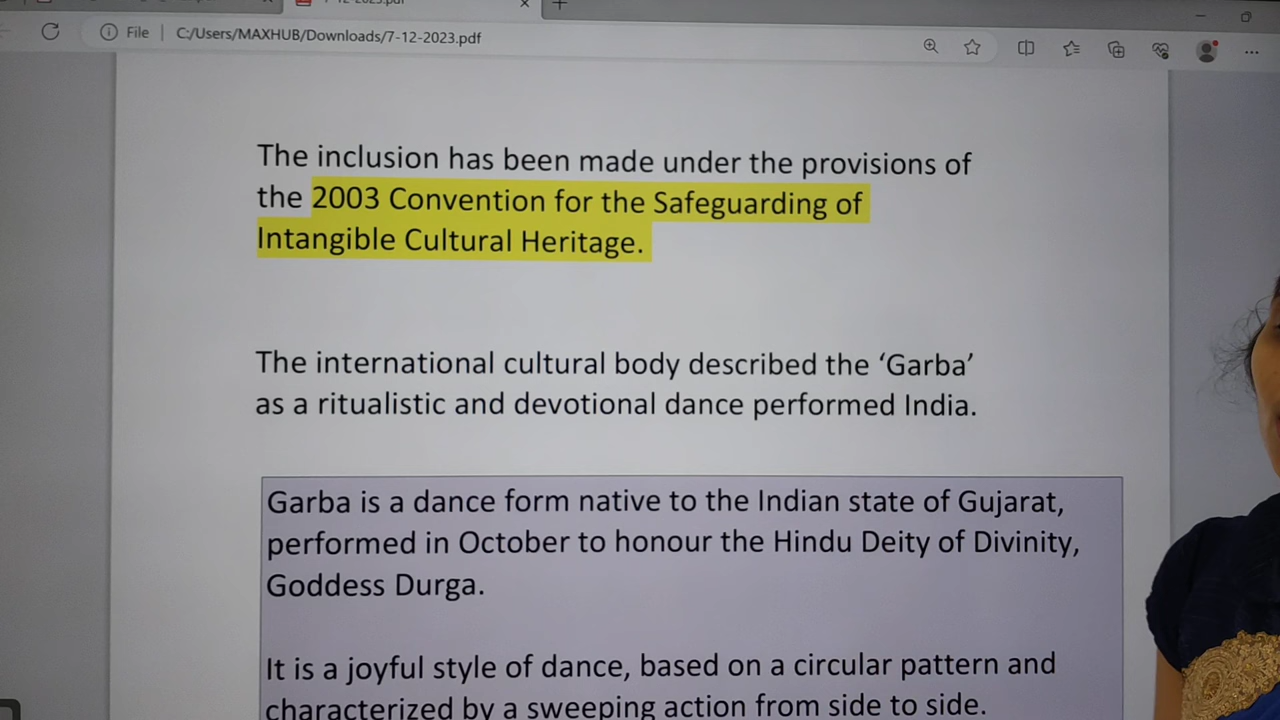 7-12-2023.pdf
File | C:/Users/MAXHUB/Downloads/7-12-2023.pdf
The inclusion has been made under the provisions of
the 2003 Convention for the Safeguarding of
Intangible Cultural Heritage.
The international cultural body described the ‘Garba’
as a ritualistic and devotional dance performed India.
Garba is a dance form native to the Indian state of Gujarat,
performed in October to honour the Hindu Deity of Divinity,
Goddess Durga.
It is a joyful style of dance, based on a circular pattern and
characterized by a sweeping action from side to side.